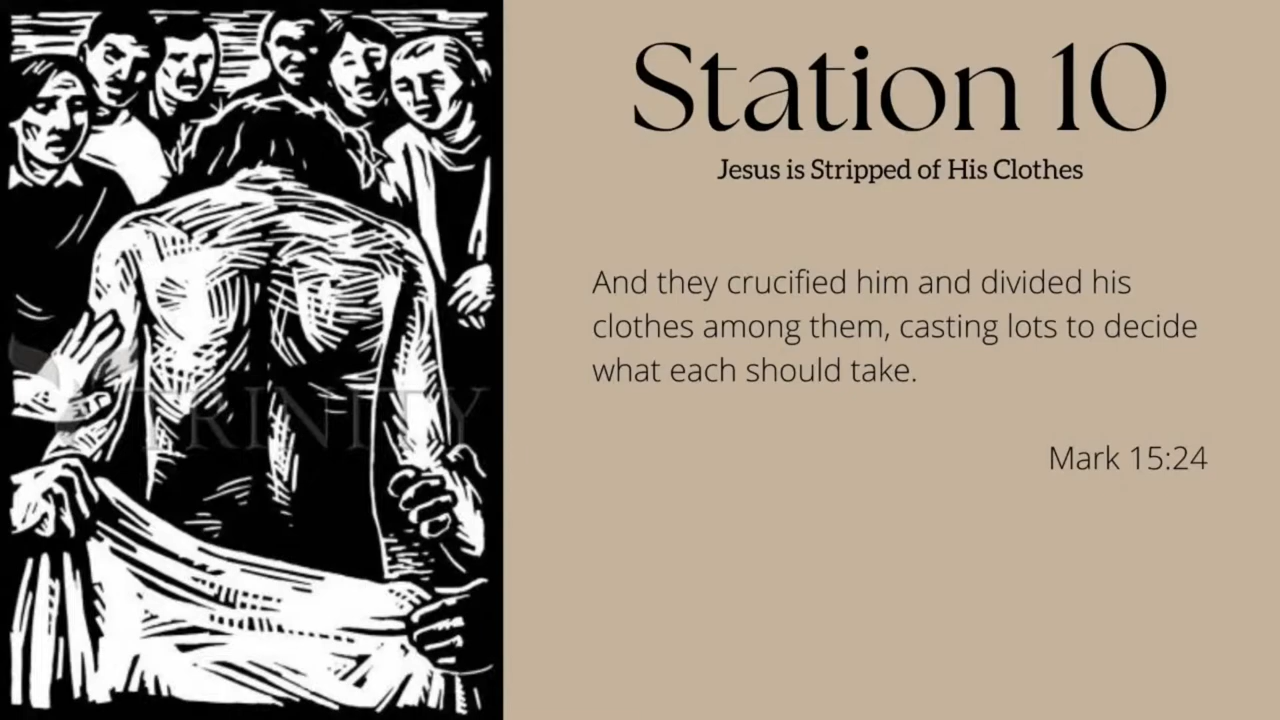 Station 10
Jesus is Stripped of His Clothes
And they crucified him and divided his
clothes among them, casting lots to decide
what each should take.
TRINITY
Mark 15:24